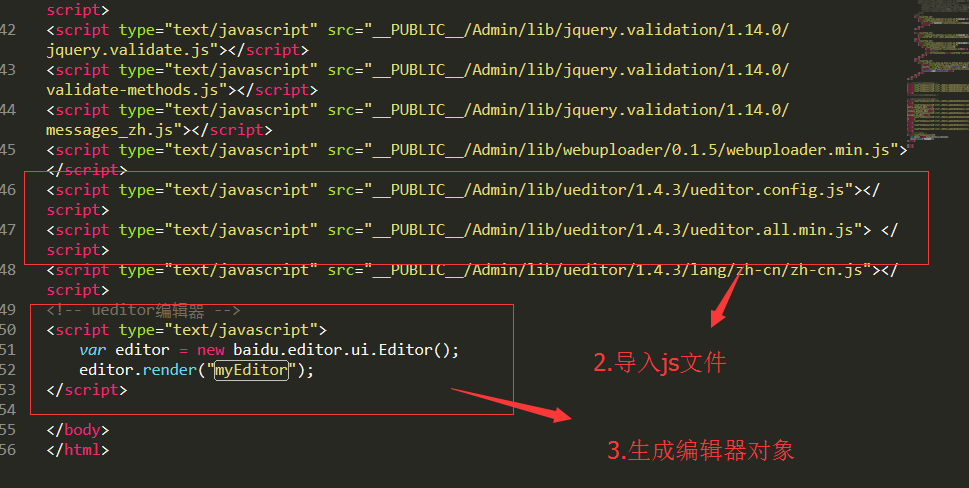 script>
42 <script type="text/javascript" src="__PUBLIC__/Admin/lib/jquery.validation/1.14.0/
jquery.validate.js"></script>
43 <script type="text/javascript" src="__PUBLIC__/Admin/lib/jquery.validation/1.14.0/
validate-methods.js"></script>
44 <script type="text/javascript" src="__PUBLIC__/Admin/lib/jquery.validation/1.14.0/
messages_zh.js"></script>
45 <script type="text/javascript" src="__PUBLIC__/Admin/lib/webuploader/0.1.5/webuploader.min.js">
</script>
46 <script type="text/javascript" src="__PUBLIC__/Admin/lib/ueditor/1.4.3/ueditor.config.js"></
script>
47 <script type="text/javascript" src="__PUBLIC__/Admin/lib/ueditor/1.4.3/ueditor.all.min.js"> </
script>
48 <script type="text/javascript" src="__PUBLIC__/Admin/lib/ueditor/1.4.3/lang/zh-cn/zh-cn.js"></
script>
49 <!-- ueditor编辑器 -->
50 <script type="text/javascript">
51 var editor = new baidu.editor.ui.Editor();
52 editor.render("myEditor");
53 </script>
54
55 </body>
56 </html>
2.导入js文件
3.生成编辑器对象